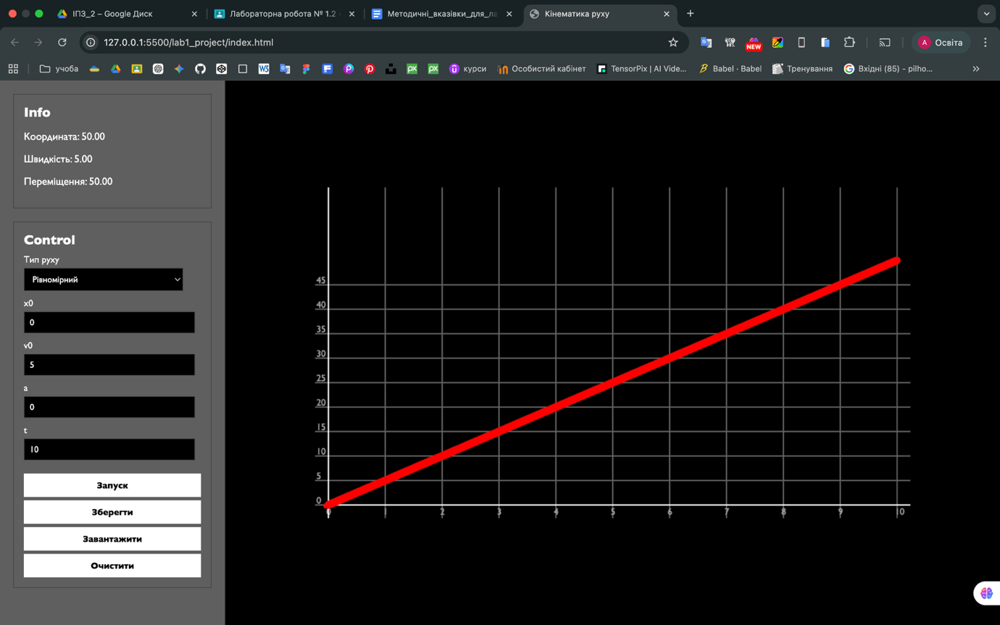 ІПЗ_2 – Google Диск
Лабораторна робота № 1.2
Методичні_вказівки_для_ла
Кінематика руху
127.0.0.1:5500/lab1_project/index.html
NEW
A
Освіта
учоба
W3
px
px
курси
Особистий кабінет
TensorPix | AI Vide...
Babel · Babel
Тренування
Вхідні (85) - pilho...
Info
Координата: 50.00
Швидкість: 5.00
Переміщення: 50.00
Control
Тип руху
Рівномірний
x0
0
v0
5
a
0
t
10
Запуск
Зберегти
Завантажити
Очистити
45
40
35
30
25
20
15
10
5
0
0 1 2 3 4 5 6 7 8 9 10